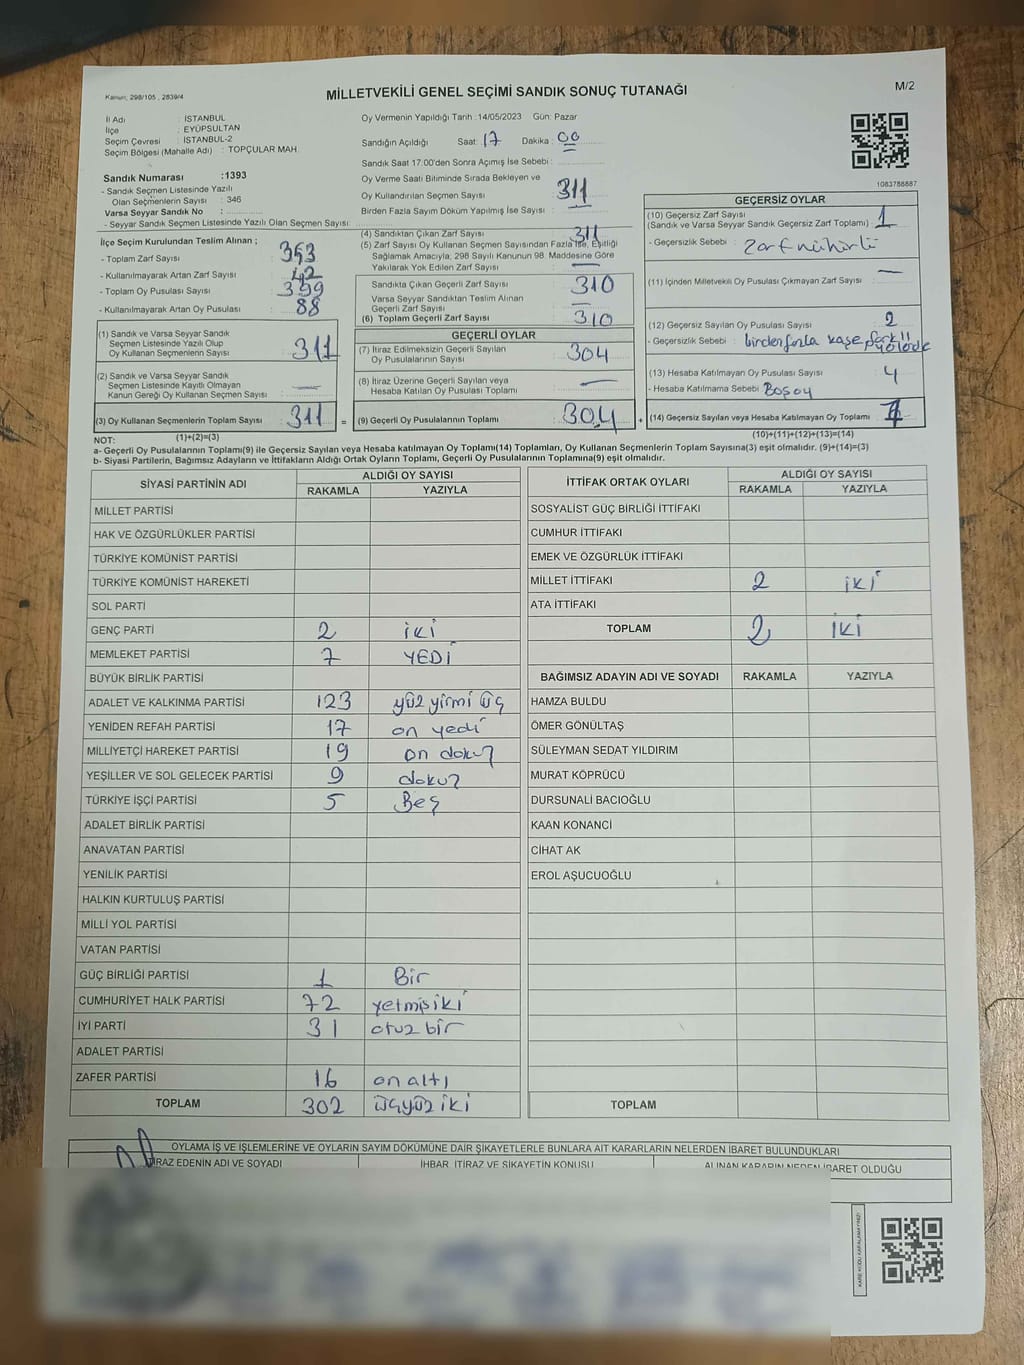 Kanun; 298/105 , 2839/4
MİLLETVEKİLİ GENEL SEÇİMİ SANDIK SONUÇ TUTANAĞI
M/2
İl Adı : İSTANBUL
İlçe : EYÜPSULTAN
Seçim Çevresi : İSTANBUL-2
Seçim Bölgesi (Mahalle Adı) : TOPÇULAR MAH.
Sandık Numarası :1393
- Sandık Seçmen Listesinde Yazılı
Olan Seçmenlerin Sayısı : 346
Varsa Seyyar Sandık No :
- Seyyar Sandık Seçmen Listesinde Yazılı Olan Seçmen Sayısı:
Oy Vermenin Yapıldığı Tarih :14/05/2023 Gün: Pazar
Sandığın Açıldığı Saat: 17 Dakika : 00
Sandık Saat 17:00'den Sonra Açımış İse Sebebi :
Oy Verme Saati Bitiminde Sırada Bekleyen ve
Oy Kullandırılan Seçmen Sayısı 311
Birden Fazla Sayım Döküm Yapılmış İse Sayısı :
1083788887
İlçe Seçim Kurulundan Teslim Alınan ;
- Toplam Zarf Sayısı : 353
- Kullanılmayarak Artan Zarf Sayısı : 42
- Toplam Oy Pusulası Sayısı : 399
- Kullanılmayarak Artan Oy Pusulası : 88
(1) Sandık ve Varsa Seyyar Sandık
Seçmen Listesinde Yazılı Olup
Oy Kullanan Seçmenlerin Sayısı : 311
(2) Sandık ve Varsa Seyyar Sandık
Seçmen Listesinde Kayıtlı Olmayan
Kanun Gereği Oy Kullanan Seçmen Sayısı : —
(3) Oy Kullanan Seçmenlerin Toplam Sayısı : 311 =
(4) Sandıktan Çıkan Zarf Sayısı : 311
(5) Zarf Sayısı Oy Kullanan Seçmen Sayısından Fazla İse, Eşitliği
Sağlamak Amacıyla; 298 Sayılı Kanunun 98. Maddesine Göre
Yakılarak Yok Edilen Zarf Sayısı : —
Sandıkta Çıkan Geçerli Zarf Sayısı : 310
Varsa Seyyar Sandıktan Teslim Alınan
Geçerli Zarf Sayısı : —
(6) Toplam Geçerli Zarf Sayısı : 310
GEÇERLİ OYLAR
(7) İtiraz Edilmeksizin Geçerli Sayılan
Oy Pusulalarının Sayısı : 304
(8) İtiraz Üzerine Geçerli Sayılan veya
Hesaba Katılan Oy Pusulası Toplamı : —
(9) Geçerli Oy Pusulalarının Toplamı : 304 +
GEÇERSİZ OYLAR
(10) Geçersiz Zarf Sayısı : 1
(Sandık ve Varsa Seyyar Sandık Geçersiz Zarf Toplamı) :
- Geçersizlik Sebebi : Zarf mühürlü
(11) İçinden Milletvekili Oy Pusulası Çıkmayan Zarf Sayısı : —
(12) Geçersiz Sayılan Oy Pusulası Sayısı : 2
- Geçersizlik Sebebi : birden fazla kaşe farklı
(13) Hesaba Katılmayan Oy Pusulası Sayısı : 4
- Hesaba Katılmama Sebebi : Boş oy
(14) Geçersiz Sayılan veya Hesaba Katılmayan Oy Toplamı : 7
(1)+(2)=(3)
(10)+(11)+(12)+(13)=(14)
NOT:
a- Geçerli Oy Pusulalarının Toplamı(9) ile Geçersiz Sayılan veya Hesaba katılmayan Oy Toplamı(14) Toplamları, Oy Kullanan Seçmenlerin Toplam Sayısına(3) eşit olmalıdır. (9)+(14)=(3)
b- Siyasi Partilerin, Bağımsız Adayların ve İttifakların Aldığı Ortak Oyların Toplamı, Geçerli Oy Pusulalarının Toplamına(9) eşit olmalıdır.
SİYASİ PARTİNİN ADI ALDIĞI OY SAYISI
RAKAMLA YAZIYLA
MİLLET PARTİSİ
HAK VE ÖZGÜRLÜKLER PARTİSİ
TÜRKİYE KOMÜNİST PARTİSİ
TÜRKİYE KOMÜNİST HAREKETİ
SOL PARTİ
GENÇ PARTİ 2 iki
MEMLEKET PARTİSİ 7 YEDİ
BÜYÜK BİRLİK PARTİSİ
ADALET VE KALKINMA PARTİSİ 123 yüz yirmi üç
YENİDEN REFAH PARTİSİ 17 on yedi
MİLLİYETÇİ HAREKET PARTİSİ 19 on dokuz
YEŞİLLER VE SOL GELECEK PARTİSİ 9 dokuz
TÜRKİYE İŞÇİ PARTİSİ 5 Beş
ADALET BİRLİK PARTİSİ
ANAVATAN PARTİSİ
YENİLİK PARTİSİ
HALKIN KURTULUŞ PARTİSİ
MİLLİ YOL PARTİSİ
VATAN PARTİSİ
GÜÇ BİRLİĞİ PARTİSİ 1 Bir
CUMHURİYET HALK PARTİSİ 72 yetmiş iki
İYİ PARTİ 31 otuz bir
ADALET PARTİSİ
ZAFER PARTİSİ 16 on altı
TOPLAM 302 üçyüz iki
İTTİFAK ORTAK OYLARI ALDIĞI OY SAYISI
RAKAMLA YAZIYLA
SOSYALİST GÜÇ BİRLİĞİ İTTİFAKI
CUMHUR İTTİFAKI
EMEK VE ÖZGÜRLÜK İTTİFAKI
MİLLET İTTİFAKI 2 iki
ATA İTTİFAKI
TOPLAM 2 İKİ
BAĞIMSIZ ADAYIN ADI VE SOYADI RAKAMLA YAZIYLA
HAMZA BULDU
ÖMER GÖNÜLTAŞ
SÜLEYMAN SEDAT YILDIRIM
MURAT KÖPRÜCÜ
DURSUNALİ BACIOĞLU
KAAN KONANCİ
CİHAT AK
EROL AŞUCUOĞLU
TOPLAM
OYLAMA İŞ VE İŞLEMLERİNE VE OYLARIN SAYIM DÖKÜMÜNE DAİR ŞİKAYETLERLE BUNLARA AİT KARARLARIN NELERDEN İBARET BULUNDUKLARI
İTİRAZ EDENİN ADI VE SOYADI İHBAR, İTİRAZ VE ŞİKAYETİN KONUSU ALINAN KARARIN NEDEN İBARET OLDUĞU
KARE KODU KARALAMAYINIZ!